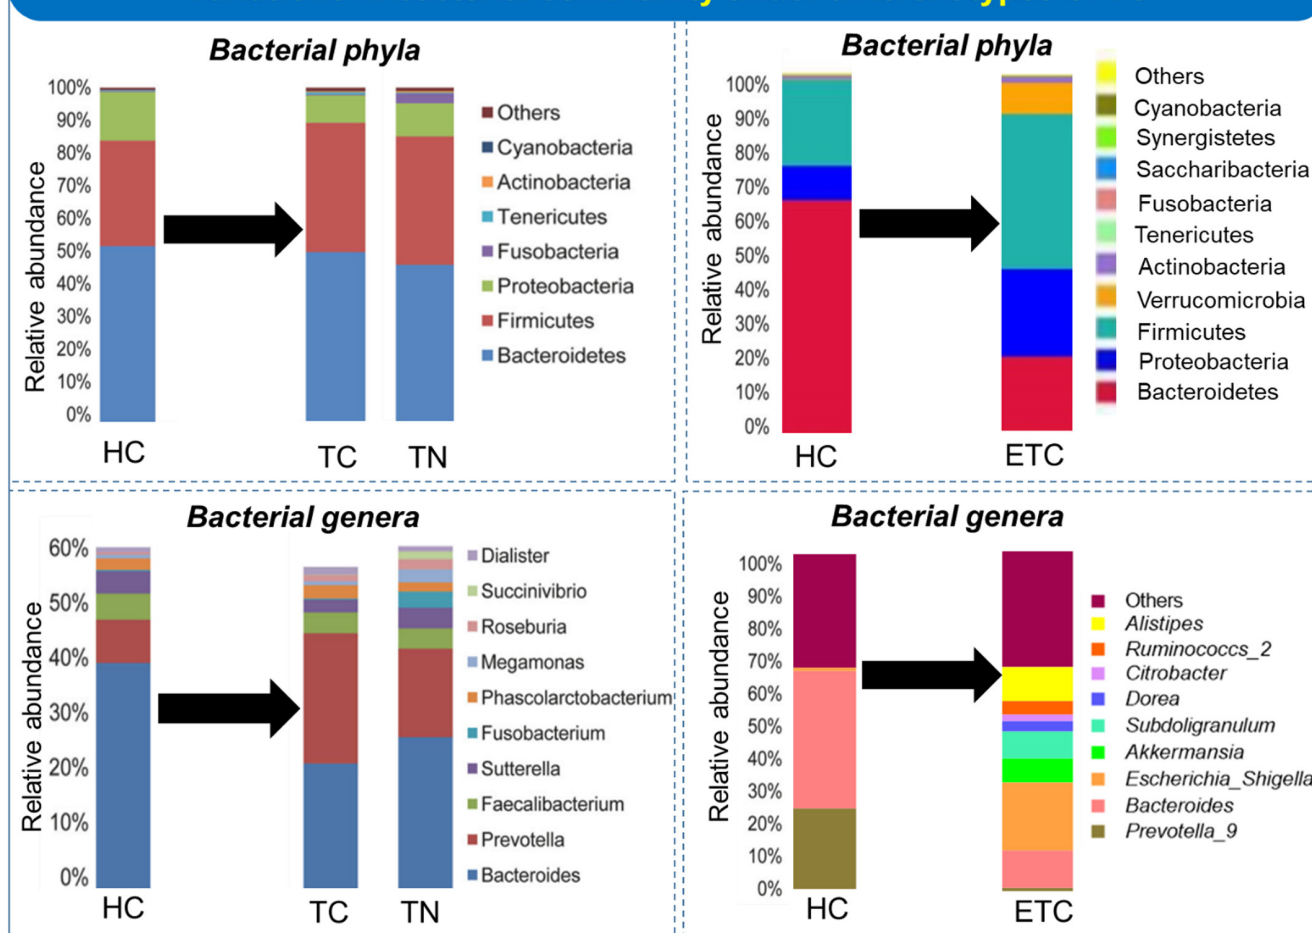 Bacterial phyla
Relative abundance
100%
90%
80%
70%
60%
50%
40%
30%
20%
10%
0%
HC
TC
TN
Others
Cyanobacteria
Actinobacteria
Tenericutes
Fusobacteria
Proteobacteria
Firmicutes
Bacteroidetes
Bacterial phyla
Relative abundance
100%
90%
80%
70%
60%
50%
40%
30%
20%
10%
0%
HC
ETC
Others
Cyanobacteria
Synergistetes
Saccharibacteria
Fusobacteria
Tenericutes
Actinobacteria
Verrucomicrobia
Firmicutes
Proteobacteria
Bacteroidetes
Bacterial genera
Relative abundance
60%
50%
40%
30%
20%
10%
0%
HC
TC
TN
Dialister
Succinivibrio
Roseburia
Megamonas
Phascolarctobacterium
Fusobacterium
Sutterella
Faecalibacterium
Prevotella
Bacteroides
Bacterial genera
Relative abundance
100%
90%
80%
70%
60%
50%
40%
30%
20%
10%
0%
HC
ETC
Others
Alistipes
Ruminococcs_2
Citrobacter
Dorea
Subdoligranulum
Akkermansia
Escherichia_Shigella
Bacteroides
Prevotella_9